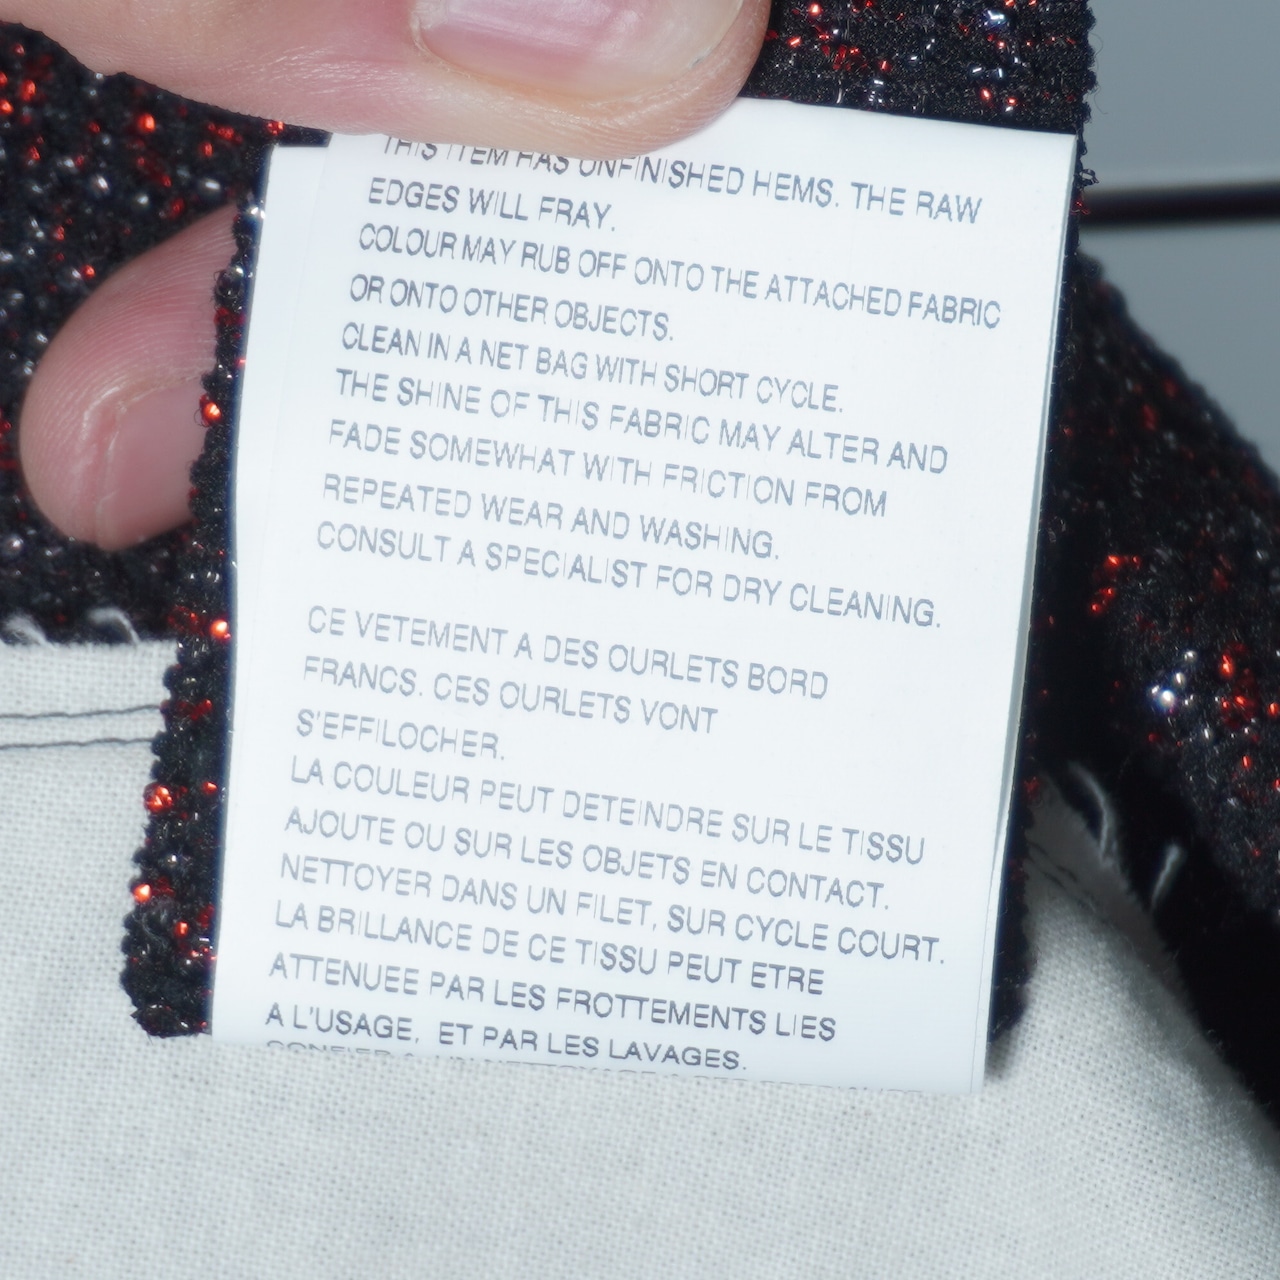 THIS ITEM HAS UNFINISHED HEMS. THE RAW
EDGES WILL FRAY.
COLOUR MAY RUB OFF ONTO THE ATTACHED FABRIC
OR ONTO OTHER OBJECTS.
CLEAN IN A NET BAG WITH SHORT CYCLE.
THE SHINE OF THIS FABRIC MAY ALTER AND
FADE SOMEWHAT WITH FRICTION FROM
REPEATED WEAR AND WASHING.
CONSULT A SPECIALIST FOR DRY CLEANING.
CE VETEMENT A DES OURLETS BORD
FRANCS. CES OURLETS VONT
S'EFFILOCHER.
LA COULEUR PEUT DETEINDRE SUR LE TISSU
AJOUTE OU SUR LES OBJETS EN CONTACT.
NETTOYER DANS UN FILET, SUR CYCLE COURT.
LA BRILLANCE DE CE TISSU PEUT ETRE
ATTENUEE PAR LES FROTTEMENTS LIES
A L'USAGE, ET PAR LES LAVAGES.